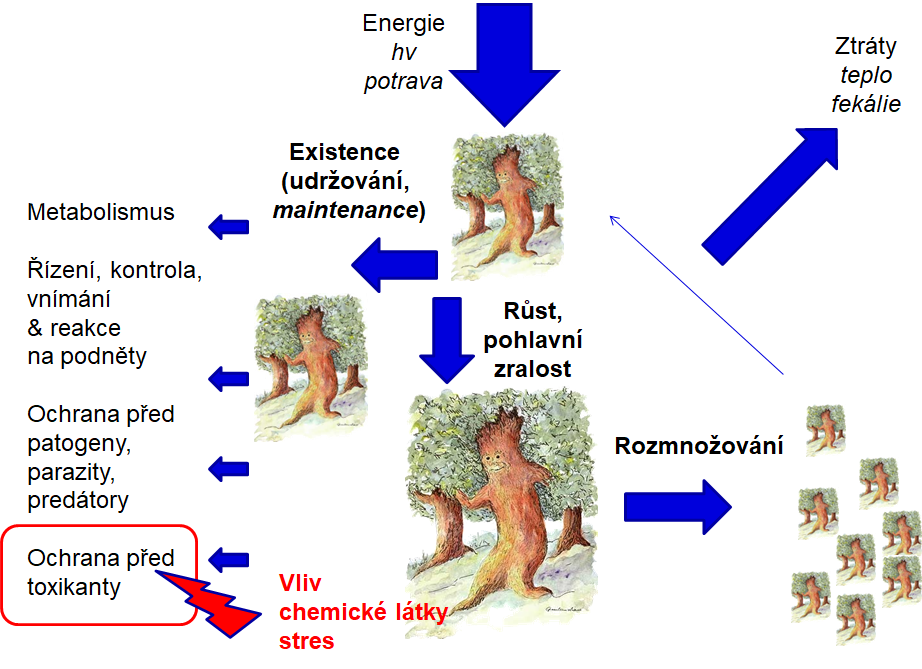 Energie
hv
potrava
Ztráty
teplo
fekálie
Existence
(udržování,
maintenance)
Metabolismus
Řízení, kontrola,
vnímání
& reakce
na podněty
Růst,
pohlavní
zralost
Ochrana před
patogeny,
parazity,
predátory
Rozmnožování
Ochrana před
toxikanty
Vliv
chemické látky
stres